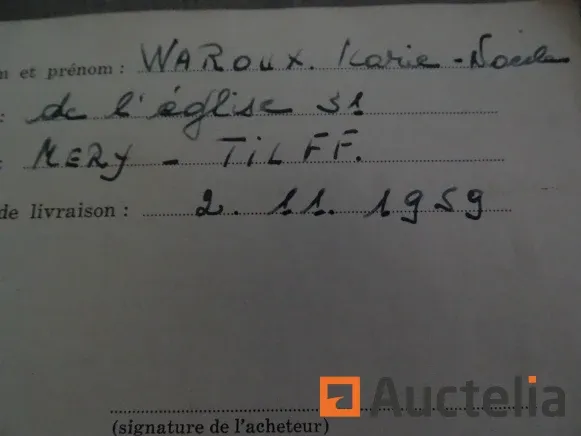 m et prénom : WAROUX. Marie-Noëlle
: de l'église 31
: MERY - TILFF.
de livraison : 2.11.1959
Auctelia
(signature de l'acheteur)